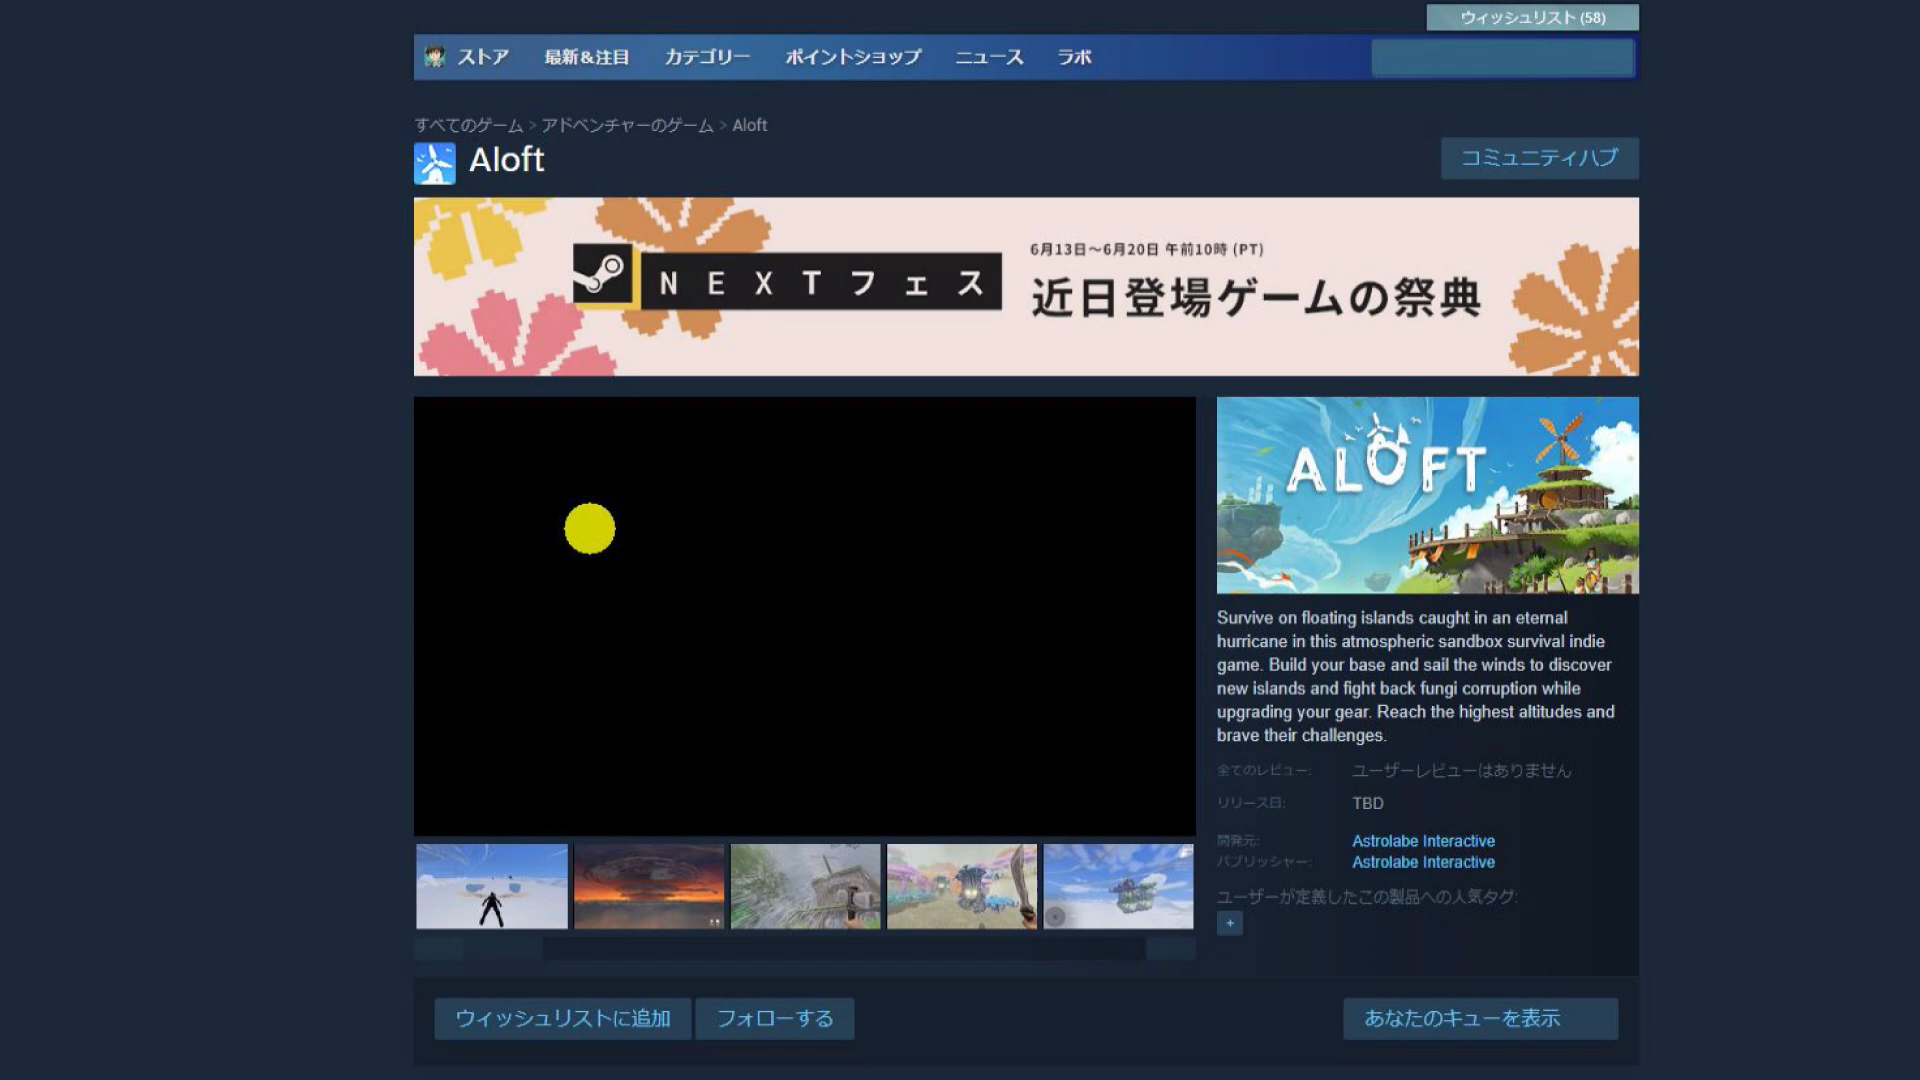 ウィッシュリスト (58)
ストア 最新&注目 カテゴリー ポイントショップ ニュース ラボ
すべてのゲーム > アドベンチャーのゲーム > Aloft
Aloft
コミュニティハブ
NEXTフェス
6月13日～6月20日 午前10時 (PT)
近日登場ゲームの祭典
ALOFT
Survive on floating islands caught in an eternal
hurricane in this atmospheric sandbox survival indie
game. Build your base and sail the winds to discover
new islands and fight back fungi corruption while
upgrading your gear. Reach the highest altitudes and
brave their challenges.
全てのレビュー: ユーザーレビューはありません
リリース日: TBD
開発元: Astrolabe Interactive
パブリッシャー: Astrolabe Interactive
ユーザーが定義したこの製品への人気タグ:
+
ウィッシュリストに追加 フォローする あなたのキューを表示